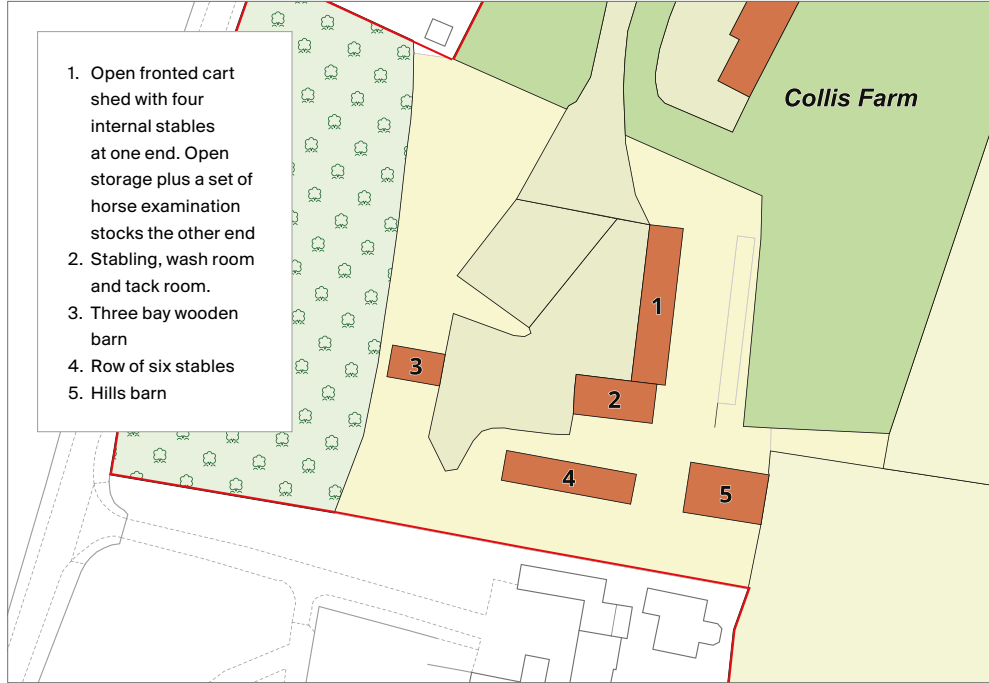 1. Open fronted cart
shed with four
internal stables
at one end. Open
storage plus a set of
horse examination
stocks the other end
2. Stabling, wash room
and tack room.
3. Three bay wooden
barn
4. Row of six stables
5. Hills barn
Collis Farm
1
3
2
4
5